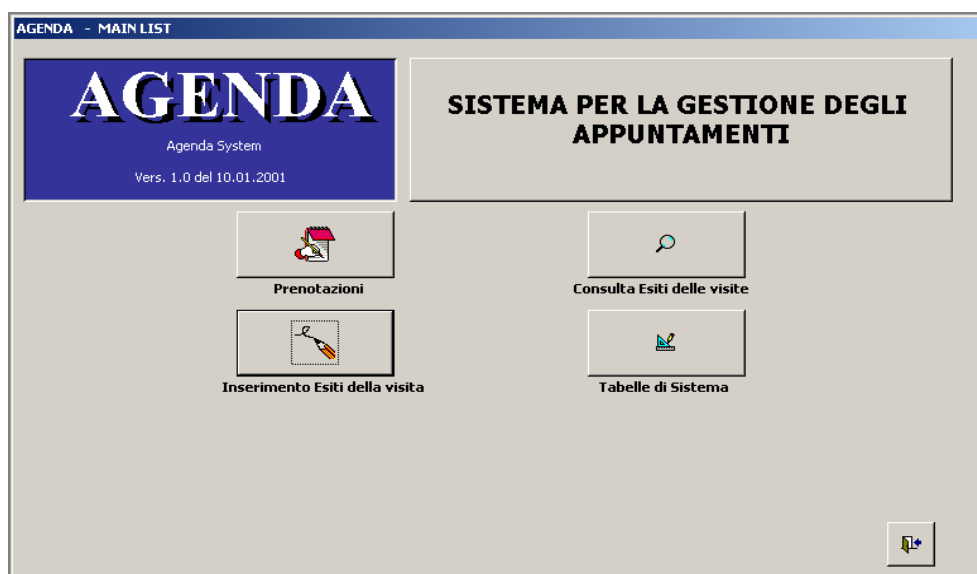 AGENDA - MAIN LIST
AGENDA
Agenda System
Vers. 1.0 del 10.01.2001
SISTEMA PER LA GESTIONE DEGLI
APPUNTAMENTI
Prenotazioni
Consulta Esiti delle visite
Inserimento Esiti della visita
Tabelle di Sistema